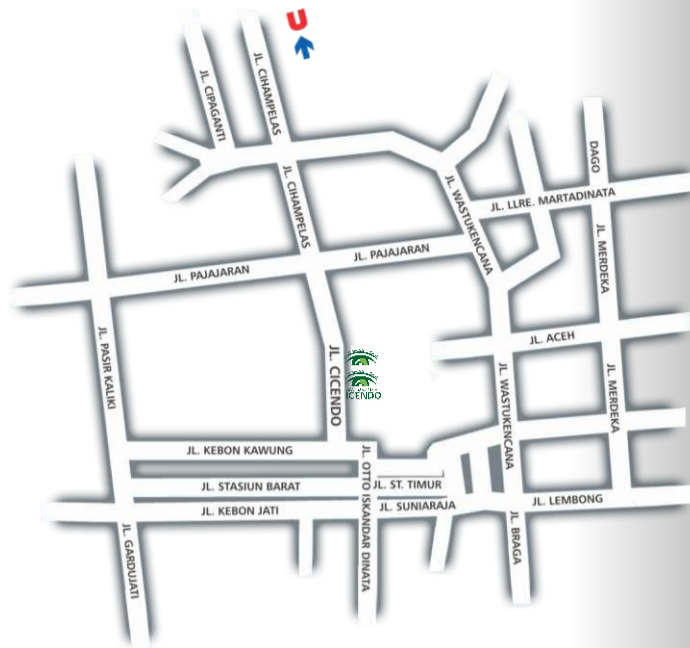 U
JL. CIPAGANTI
JL. CIHAMPELAS
DAGO
JL. CIHAMPELAS
JL. WASTUKENCANA
JL. LLRE. MARTADINATA
JL. PAJAJARAN
JL. PAJAJARAN
JL. MERDEKA
JL. PASIR KALIKI
JL. CICENDO
JL. ACEH
JL. WASTUKENCANA
JL. MERDEKA
ICENDO
JL. KEBON KAWUNG
JL. OTTO ISKANDAR DINATA
JL. STASIUN BARAT
JL. ST. TIMUR
JL. KEBON JATI
JL. SUNIARAJA
JL. LEMBONG
JL. GARDUJATI
JL. BRAGA